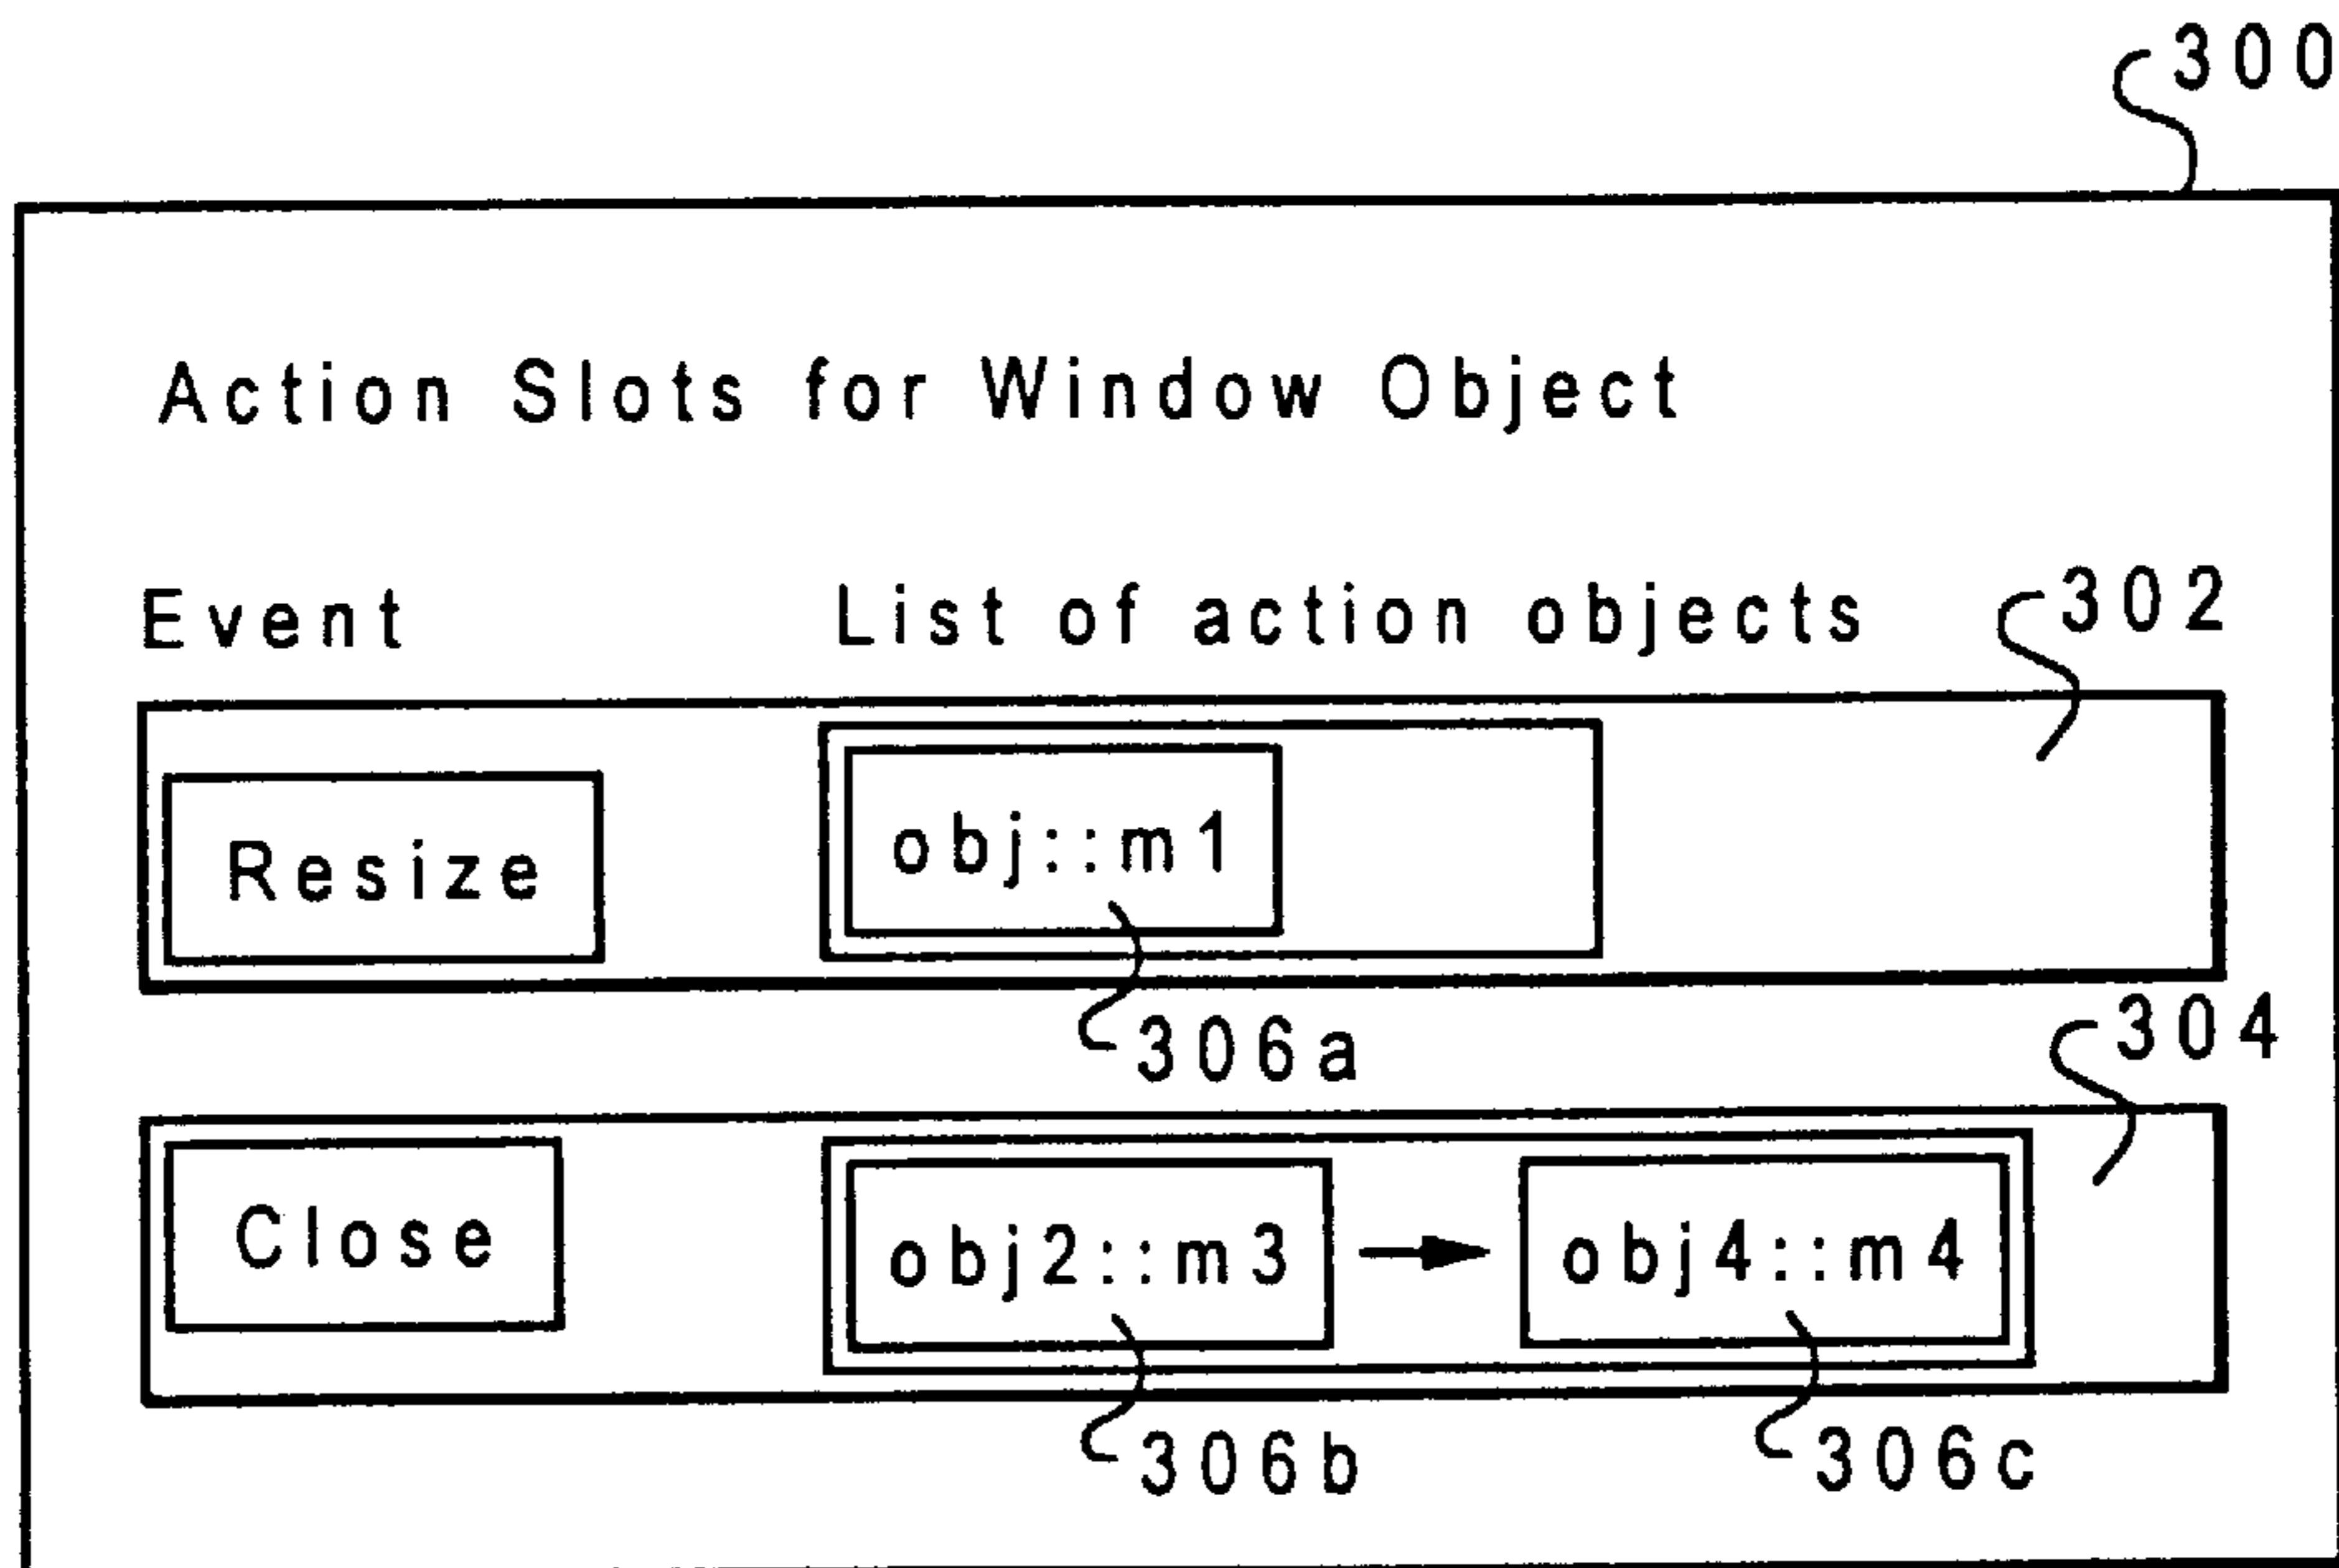 300
Action Slots for Window Object
Event List of action objects 302
Resize obj::m1
306a 304
Close obj2::m3 obj4::m4
306b 306c